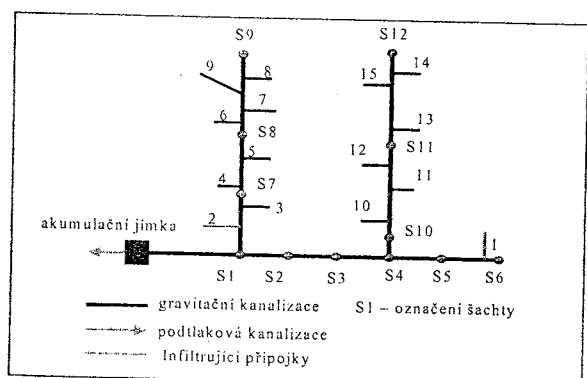 S9 S12
9 8 15 14
7
6 13
S8 S11
5 12
4 11
S7
3 10
2 S10
akumulační jímka 1
S1 S2 S3 S4 S5 S6
gravitační kanalizace S1 – označení šachty
podtlaková kanalizace
Infiltrující přípojky